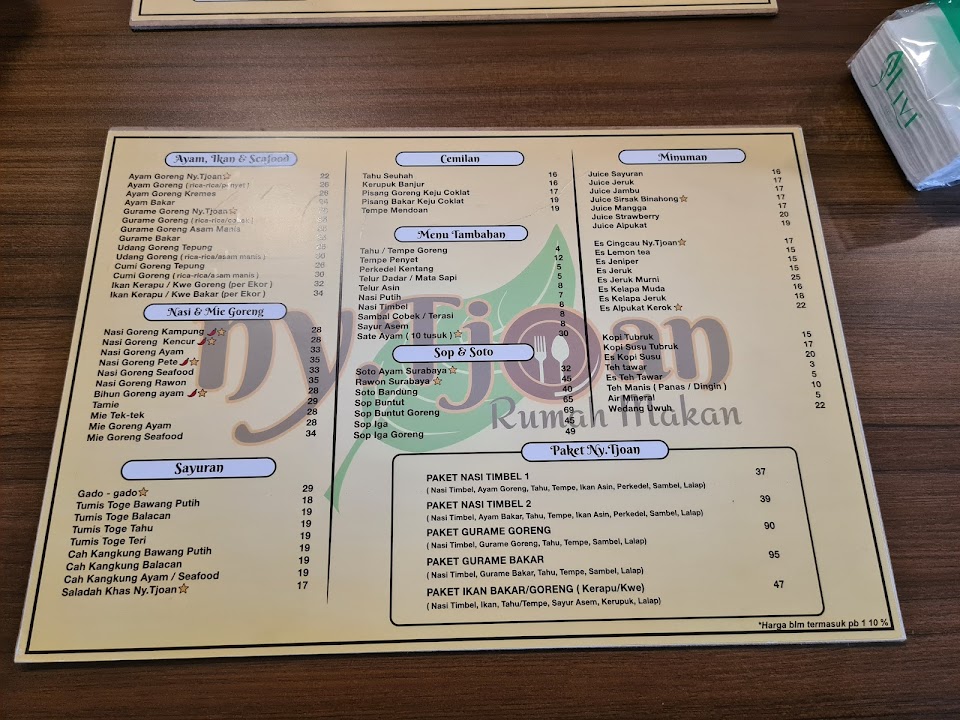 Ayam, Ikan & Seafood
Ayam Goreng Ny.Tjoan 22
Ayam Goreng ( rica-rica/penyet ) 26
Ayam Goreng Kremes 26
Ayam Bakar
Gurame Goreng Ny.Tjoan
Gurame Goreng
Gurame Goreng Asam Manis
Gurame Bakar
Udang Goreng Tepung
Udang Goreng (rica-rica/asam manis ) 30
Cumi Goreng Tepung 26
Cumi Goreng ( rica-rica/asam manis ) 30
Ikan Kerapu / Kwe Goreng (per Ekor ) 32
Ikan Kerapu / Kwe Bakar (per Ekor ) 34
Nasi & Mie Goreng
Nasi Goreng Kampung 28
Nasi Goreng Kencur 28
Nasi Goreng Ayam 33
Nasi Goreng Pete 35
Nasi Goreng Seafood 33
Nasi Goreng Rawon 35
Bihun Goreng ayam 28
Tamie 29
Mie Tek-tek 28
Mie Goreng Ayam 28
Mie Goreng Seafood 34
Sayuran
Gado - gado 29
Tumis Toge Bawang Putih 18
Tumis Toge Balacan 19
Tumis Toge Tahu 19
Tumis Toge Teri 19
Cah Kangkung Bawang Putih 19
Cah Kangkung Balacan 19
Cah Kangkung Ayam / Seafood 19
Saladah Khas Ny.Tjoan 17
Cemilan
Tahu Seuhah 16
Kerupuk Banjur 16
Pisang Goreng Keju Coklat 17
Pisang Bakar Keju Coklat 19
Tempe Mendoan 19
Menu Tambahan
Tahu / Tempe Goreng 4
Tempe Penyet 12
Perkedel Kentang 5
Telur Dadar / Mata Sapi 5
Telur Asin 8
Nasi Putih 7
Nasi Timbel 8
Sambal Cobek / Terasi 8
Sayur Asem 8
Sate Ayam ( 10 tusuk ) 30
Sop & Soto
Soto Ayam Surabaya 32
Rawon Surabaya 45
Soto Bandung 40
Sop Buntut 65
Sop Buntut Goreng 69
Sop Iga 45
Sop Iga Goreng 49
Minuman
Juice Sayuran 16
Juice Jeruk 17
Juice Jambu 17
Juice Sirsak Binahong 17
Juice Mangga 17
Juice Strawberry 20
Juice Alpukat 19
Es Cingcau Ny.Tjoan 17
Es Lemon tea 15
Es Jeniper 15
Es Jeruk 15
Es Jeruk Murni 25
Es Kelapa Muda 16
Es Kelapa Jeruk 18
Es Alpukat Kerok 22
Kopi Tubruk 15
Kopi Susu Tubruk 17
Es Kopi Susu 20
Teh tawar 3
Es Teh Tawar 5
Teh Manis ( Panas / Dingin ) 10
Air Mineral 5
Wedang Uwuh 22
ny.Tjoan
Rumah Makan
Paket Ny.Tjoan
PAKET NASI TIMBEL 1 37
( Nasi Timbel, Ayam Goreng, Tahu, Tempe, Ikan Asin, Perkedel, Sambel, Lalap)
PAKET NASI TIMBEL 2 39
( Nasi Timbel, Ayam Bakar, Tahu, Tempe, Ikan Asin, Perkedel, Sambel, Lalap)
PAKET GURAME GORENG 90
( Nasi Timbel, Gurame Goreng, Tahu, Tempe, Sambel, Lalap)
PAKET GURAME BAKAR 95
( Nasi Timbel, Gurame Bakar, Tahu, Tempe, Sambel, Lalap)
PAKET IKAN BAKAR/GORENG ( Kerapu/Kwe) 47
( Nasi Timbel, Ikan, Tahu/Tempe, Sayur Asem, Kerupuk, Lalap)
*Harga blm termasuk pb 1 10 %